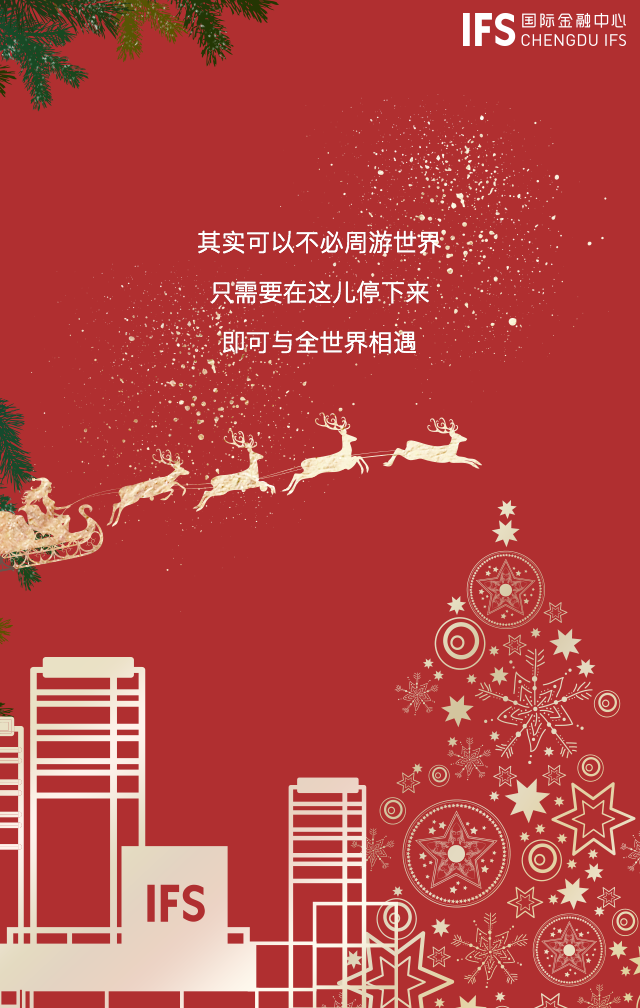 IFS 国际金融中心
CHENGDU IFS
其实可以不必周游世界
只需要在这儿停下来
即可与全世界相遇
IFS